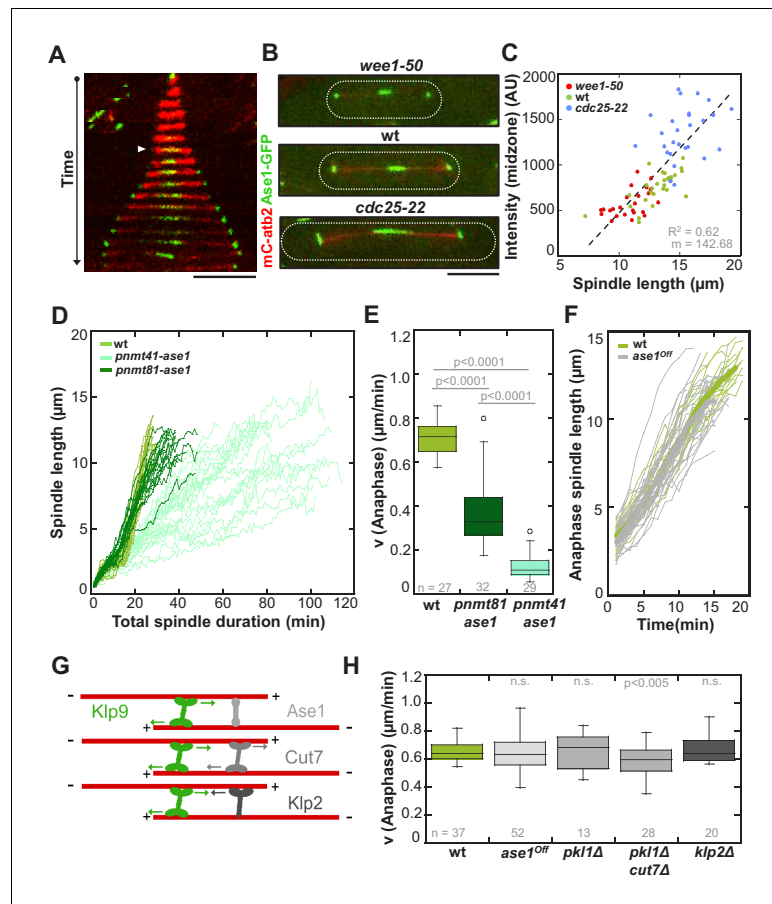 A
B
C
Time
mC-atb2 Ase1-GFP
wee1-50
wt
cdc25-22
wee1-50
wt
cdc25-22
Intensity (midzone) (AU)
2000
1500
1000
500
0
R² = 0.62
m = 142.68
5 10 15 20
Spindle length (µm)
D
wt
pnmt41-ase1
pnmt81-ase1
Spindle length (µm)
20
15
10
5
0
0 20 40 60 80 100 120
Total spindle duration (min)
E
v (Anaphase) (µm/min)
1.2
1.0
0.8
0.6
0.4
0.2
0
p<0.0001
p<0.0001
p<0.0001
n = 27 32 29
wt pnmt81 ase1 pnmt41 ase1
F
wt
ase1Off
Anaphase spindle length (µm)
15
10
5
0
0 5 10 15 20
Time(min)
G
- +
Klp9 Ase1
+ -
- +
Cut7
+ -
- +
Klp2
+ -
H
v (Anaphase) (µm/min)
1.2
1.0
0.8
0.6
0.4
0.2
0
n.s. n.s. p<0.005 n.s.
n = 37 52 13 28 20
wt ase1Off pkl1Δ pkl1Δ klp2Δ
cut7Δ